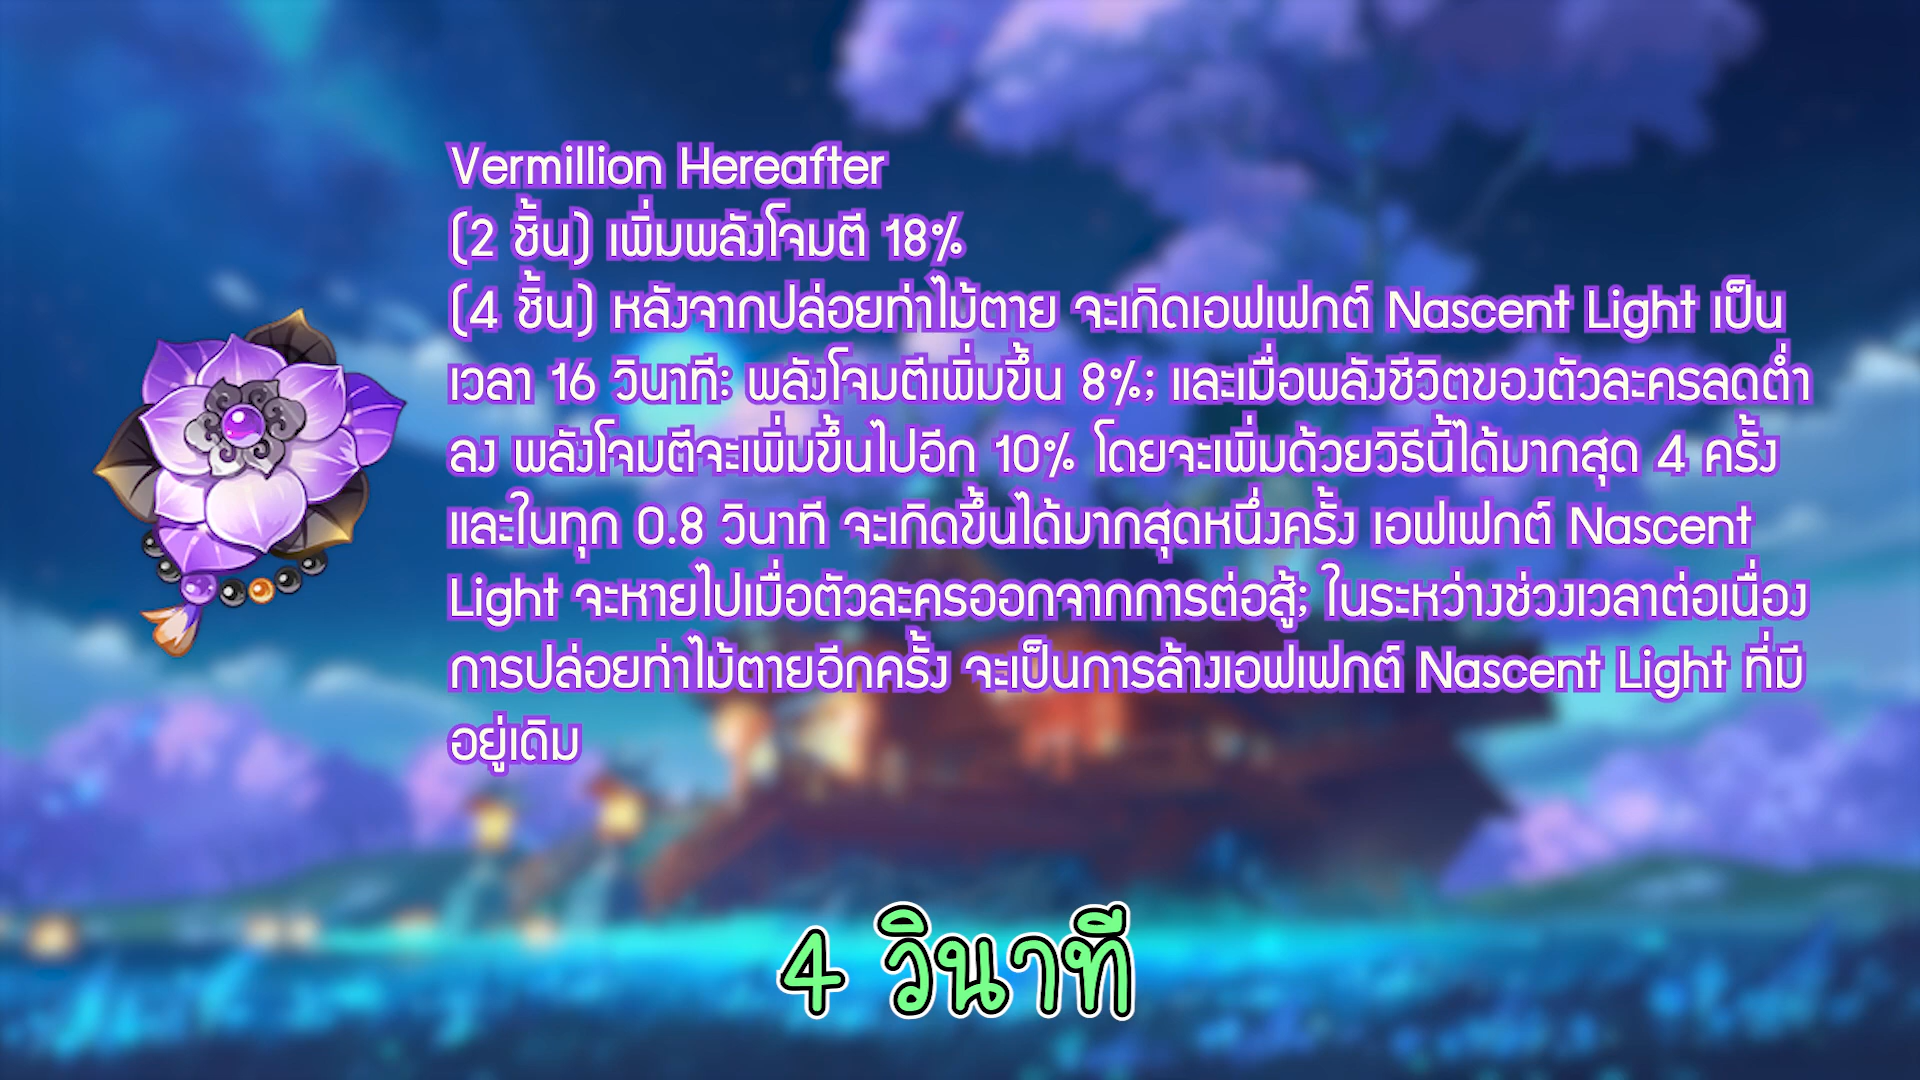 Vermillion Hereafter
(2 ชิ้น) เพิ่มพลังโจมตี 18%
(4 ชิ้น) หลังจากปล่อยท่าไม้ตาย จะเกิดเอฟเฟกต์ Nascent Light เป็น
เวลา 16 วินาที: พลังโจมตีเพิ่มขึ้น 8%; และเมื่อพลังชีวิตของตัวละครลดต่ำ
ลง พลังโจมตีจะเพิ่มขึ้นไปอีก 10% โดยจะเพิ่มด้วยวิธีนี้ได้มากสุด 4 ครั้ง
และในทุก 0.8 วินาที จะเกิดขึ้นได้มากสุดหนึ่งครั้ง เอฟเฟกต์ Nascent
Light จะหายไปเมื่อตัวละครออกจากการต่อสู้; ในระหว่างช่วงเวลาต่อเนื่อง
การปล่อยท่าไม้ตายอีกครั้ง จะเป็นการล้างเอฟเฟกต์ Nascent Light ที่มี
อยู่เดิม
4 วินาที